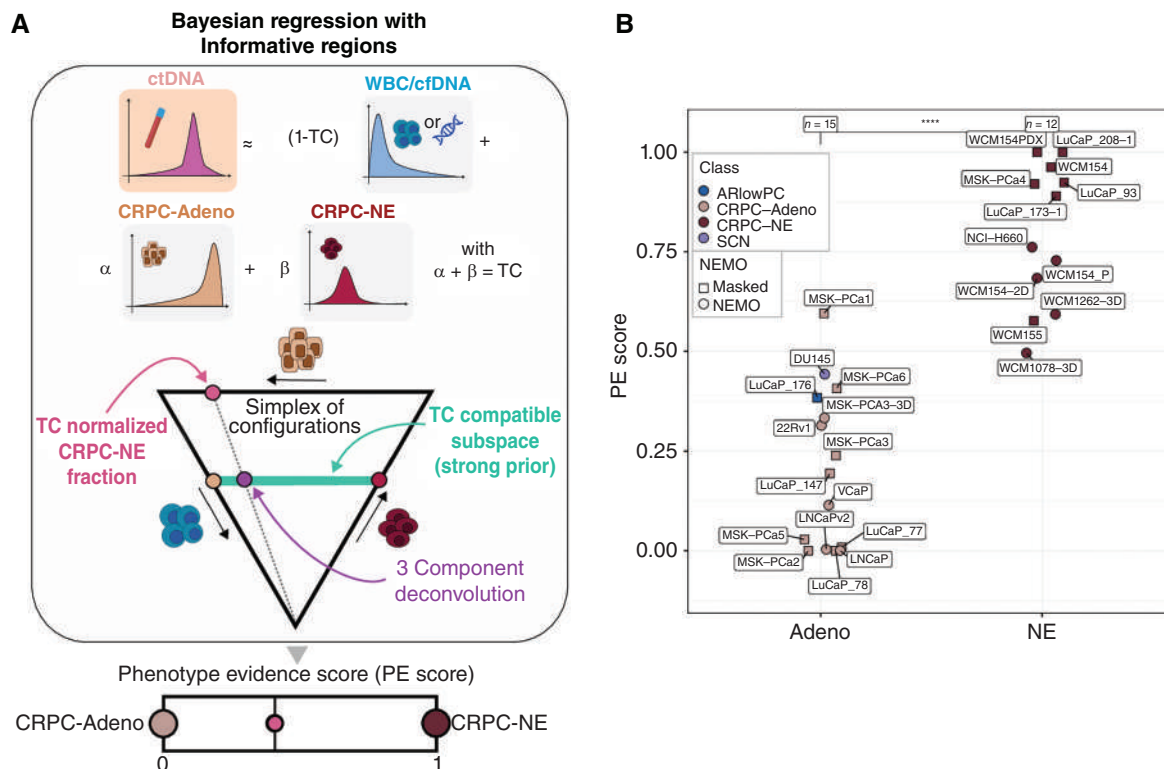 A
Bayesian regression with
Informative regions
ctDNA
≈
(1-TC)
WBC/cfDNA
or
+
CRPC-Adeno
α
+
CRPC-NE
β
with
α + β = TC
Simplex of
configurations
TC normalized
CRPC-NE
fraction
TC compatible
subspace
(strong prior)
3 Component
deconvolution
Phenotype evidence score (PE score)
CRPC-Adeno
CRPC-NE
0
1
B
n = 15
****
n = 12
PE score
1.00
0.75
0.50
0.25
0.00
Class
ARlowPC
CRPC–Adeno
CRPC–NE
SCN
NEMO
Masked
NEMO
WCM154PDX
LuCaP_208–1
WCM154
MSK–PCa4
LuCaP_93
LuCaP_173–1
NCI–H660
WCM154_P
WCM154–2D
WCM1262–3D
WCM155
WCM1078–3D
MSK–PCa1
DU145
MSK–PCa6
LuCaP_176
MSK–PCA3–3D
22Rv1
MSK–PCa3
LuCaP_147
VCaP
LNCaPv2
LuCaP_77
MSK–PCa5
MSK–PCa2
LNCaP
LuCaP_78
Adeno
NE